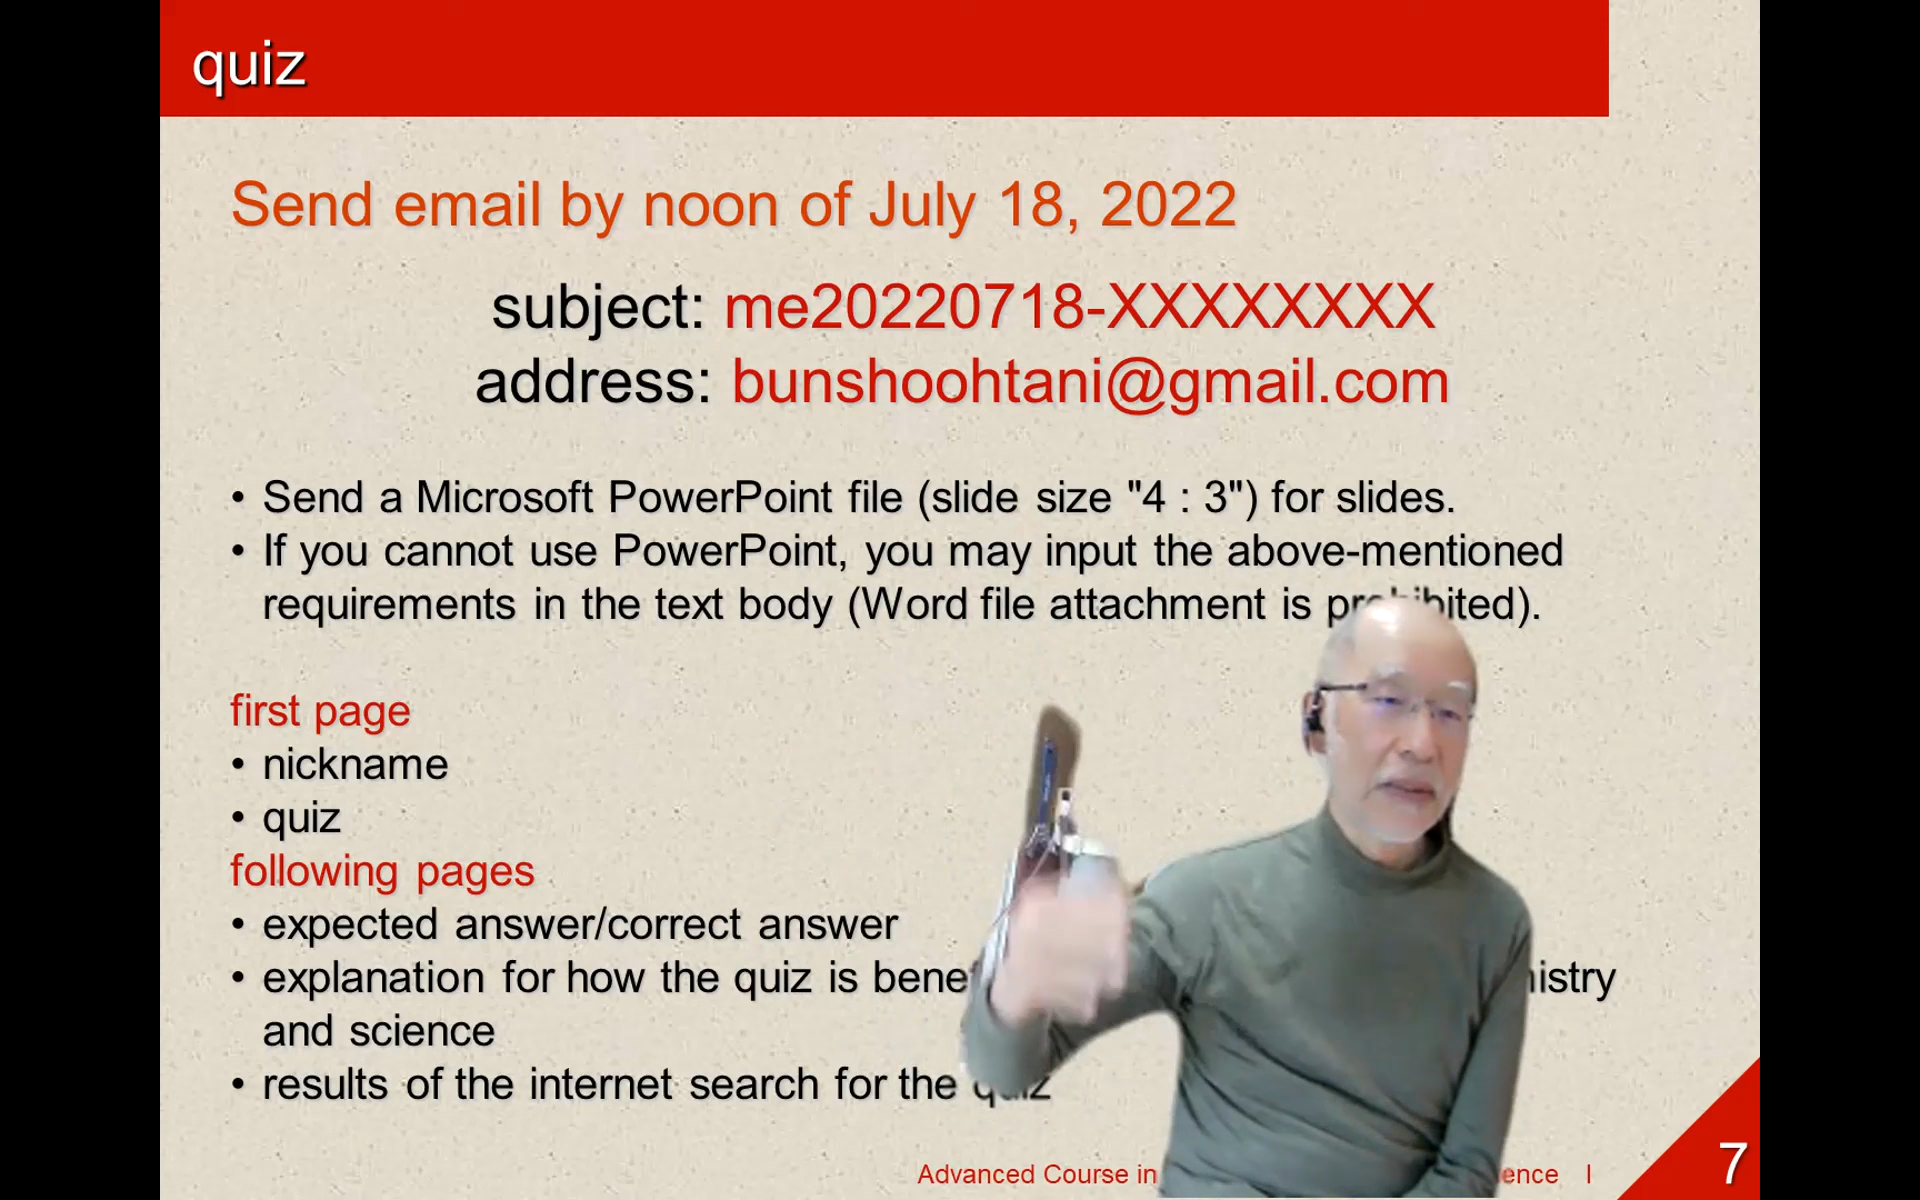 quiz
Send email by noon of July 18, 2022
subject: me20220718-XXXXXXXX
address: bunshoohtani@gmail.com
• Send a Microsoft PowerPoint file (slide size "4 : 3") for slides.
• If you cannot use PowerPoint, you may input the above-mentioned
requirements in the text body (Word file attachment is prohibited).
first page
• nickname
• quiz
following pages
• expected answer/correct answer
• explanation for how the quiz is
and science
• results of the internet search for the quiz
Advanced Course in I
7